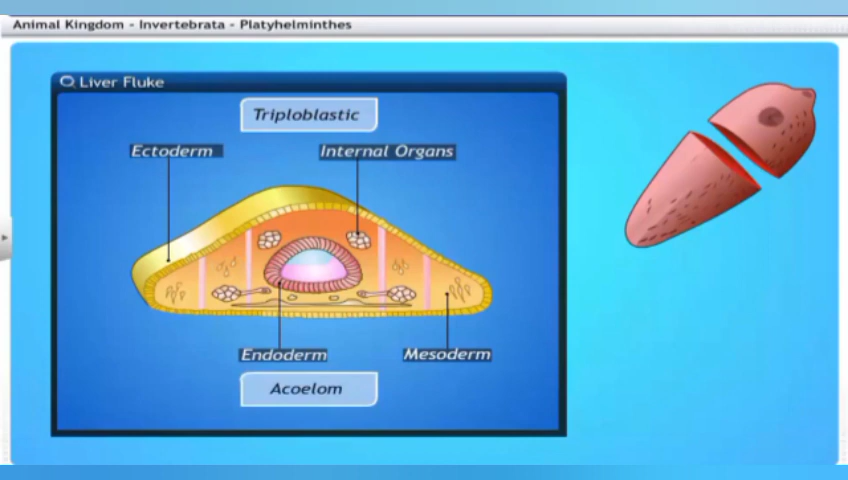 Animal Kingdom - Invertebrata - Platyhelminthes
Liver Fluke
Triploblastic
Ectoderm
Internal Organs
Endoderm
Mesoderm
Acoelom